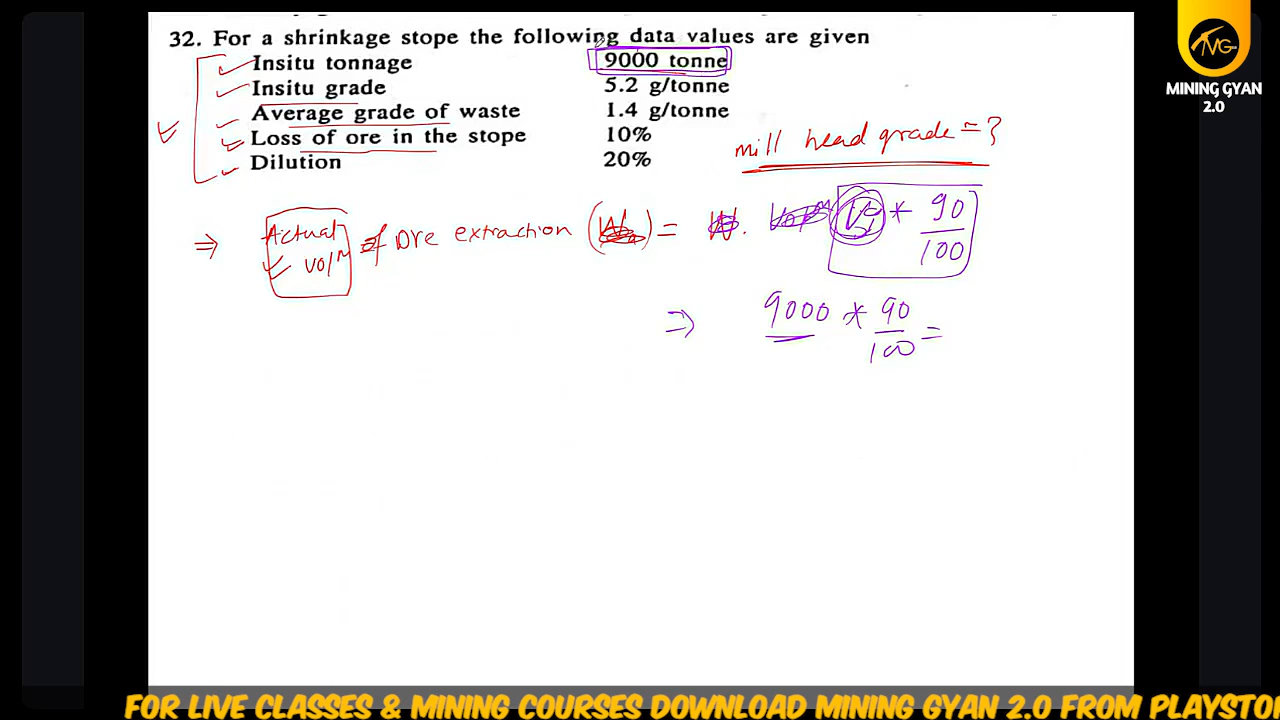 32. For a shrinkage stope the following data values are given
Insitu tonnage 9000 tonne
Insitu grade 5.2 g/tonne
Average grade of waste 1.4 g/tonne
Loss of ore in the stope 10%
Dilution 20%
mill head grade = ?
⇒ Actual volm of Ore extraction ( ) = * 90/100
⇒ 9000 * 90/100 =
TMG
MINING GYAN
2.0
FOR LIVE CLASSES & MINING COURSES DOWNLOAD MINING GYAN 2.0 FROM PLAYSTO